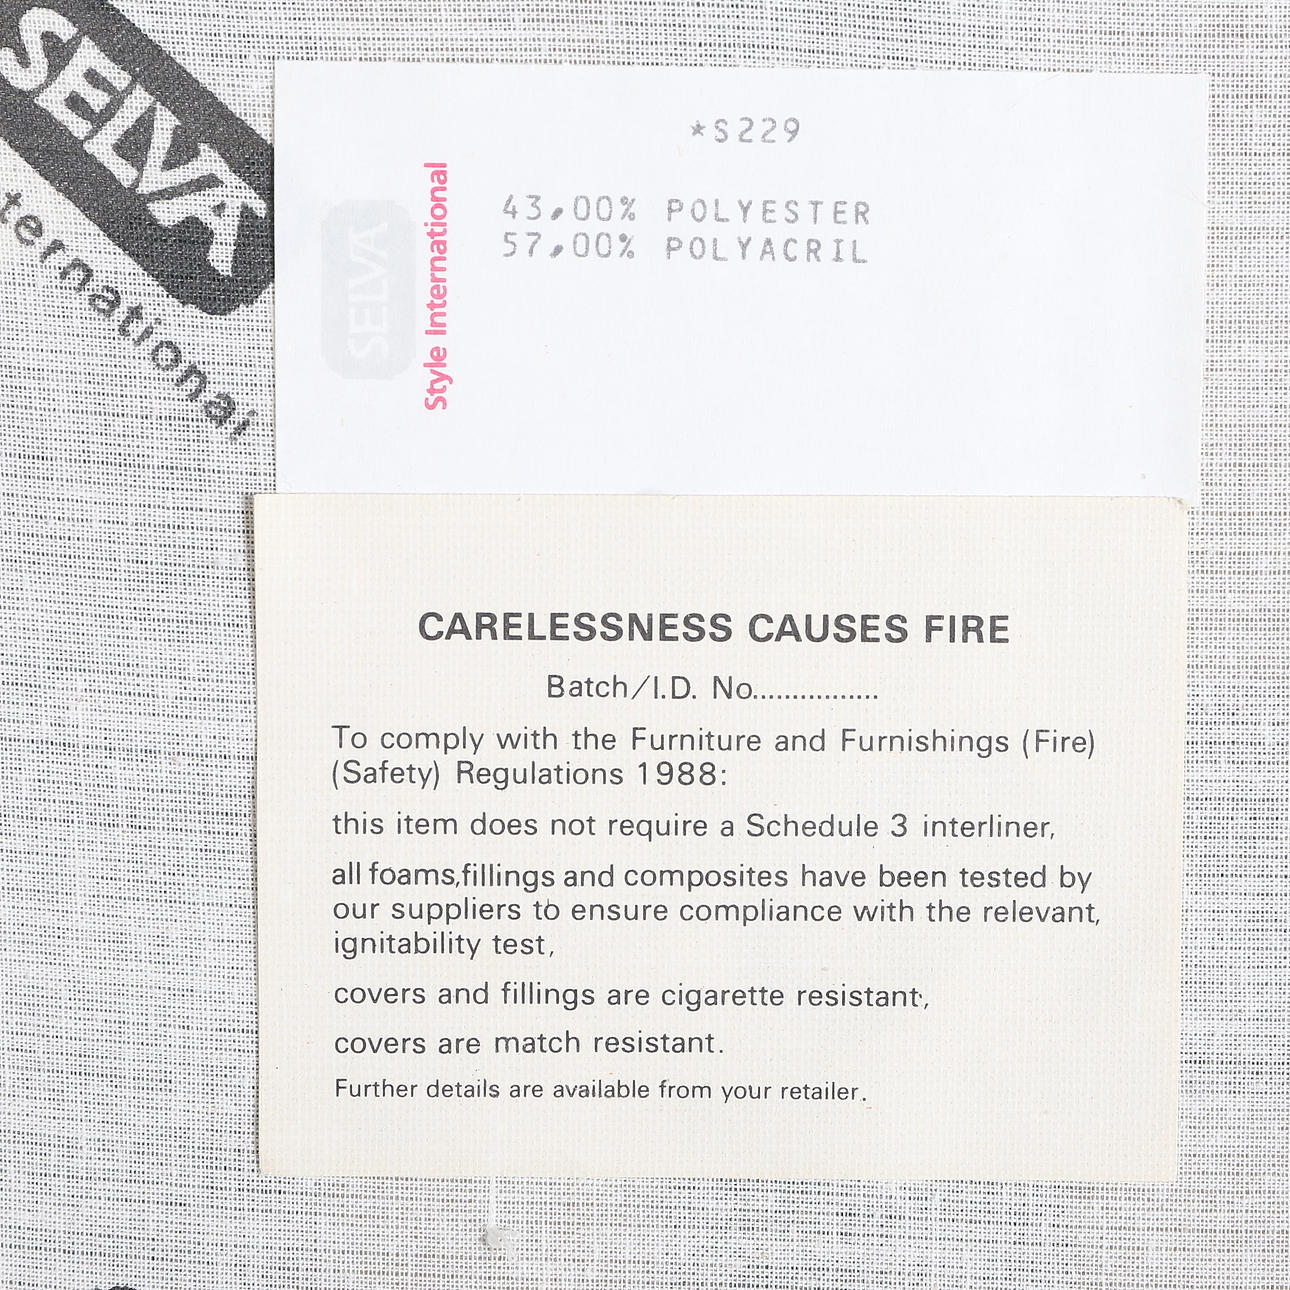 SELVA
ternational
*S229
43,00% POLYESTER
57,00% POLYACRIL
SELVA
Style International
CARELESSNESS CAUSES FIRE
Batch/I.D. No................
To comply with the Furniture and Furnishings (Fire)
(Safety) Regulations 1988:
this item does not require a Schedule 3 interliner,
all foams,fillings and composites have been tested by
our suppliers to ensure compliance with the relevant,
ignitability test,
covers and fillings are cigarette resistant,
covers are match resistant.
Further details are available from your retailer.